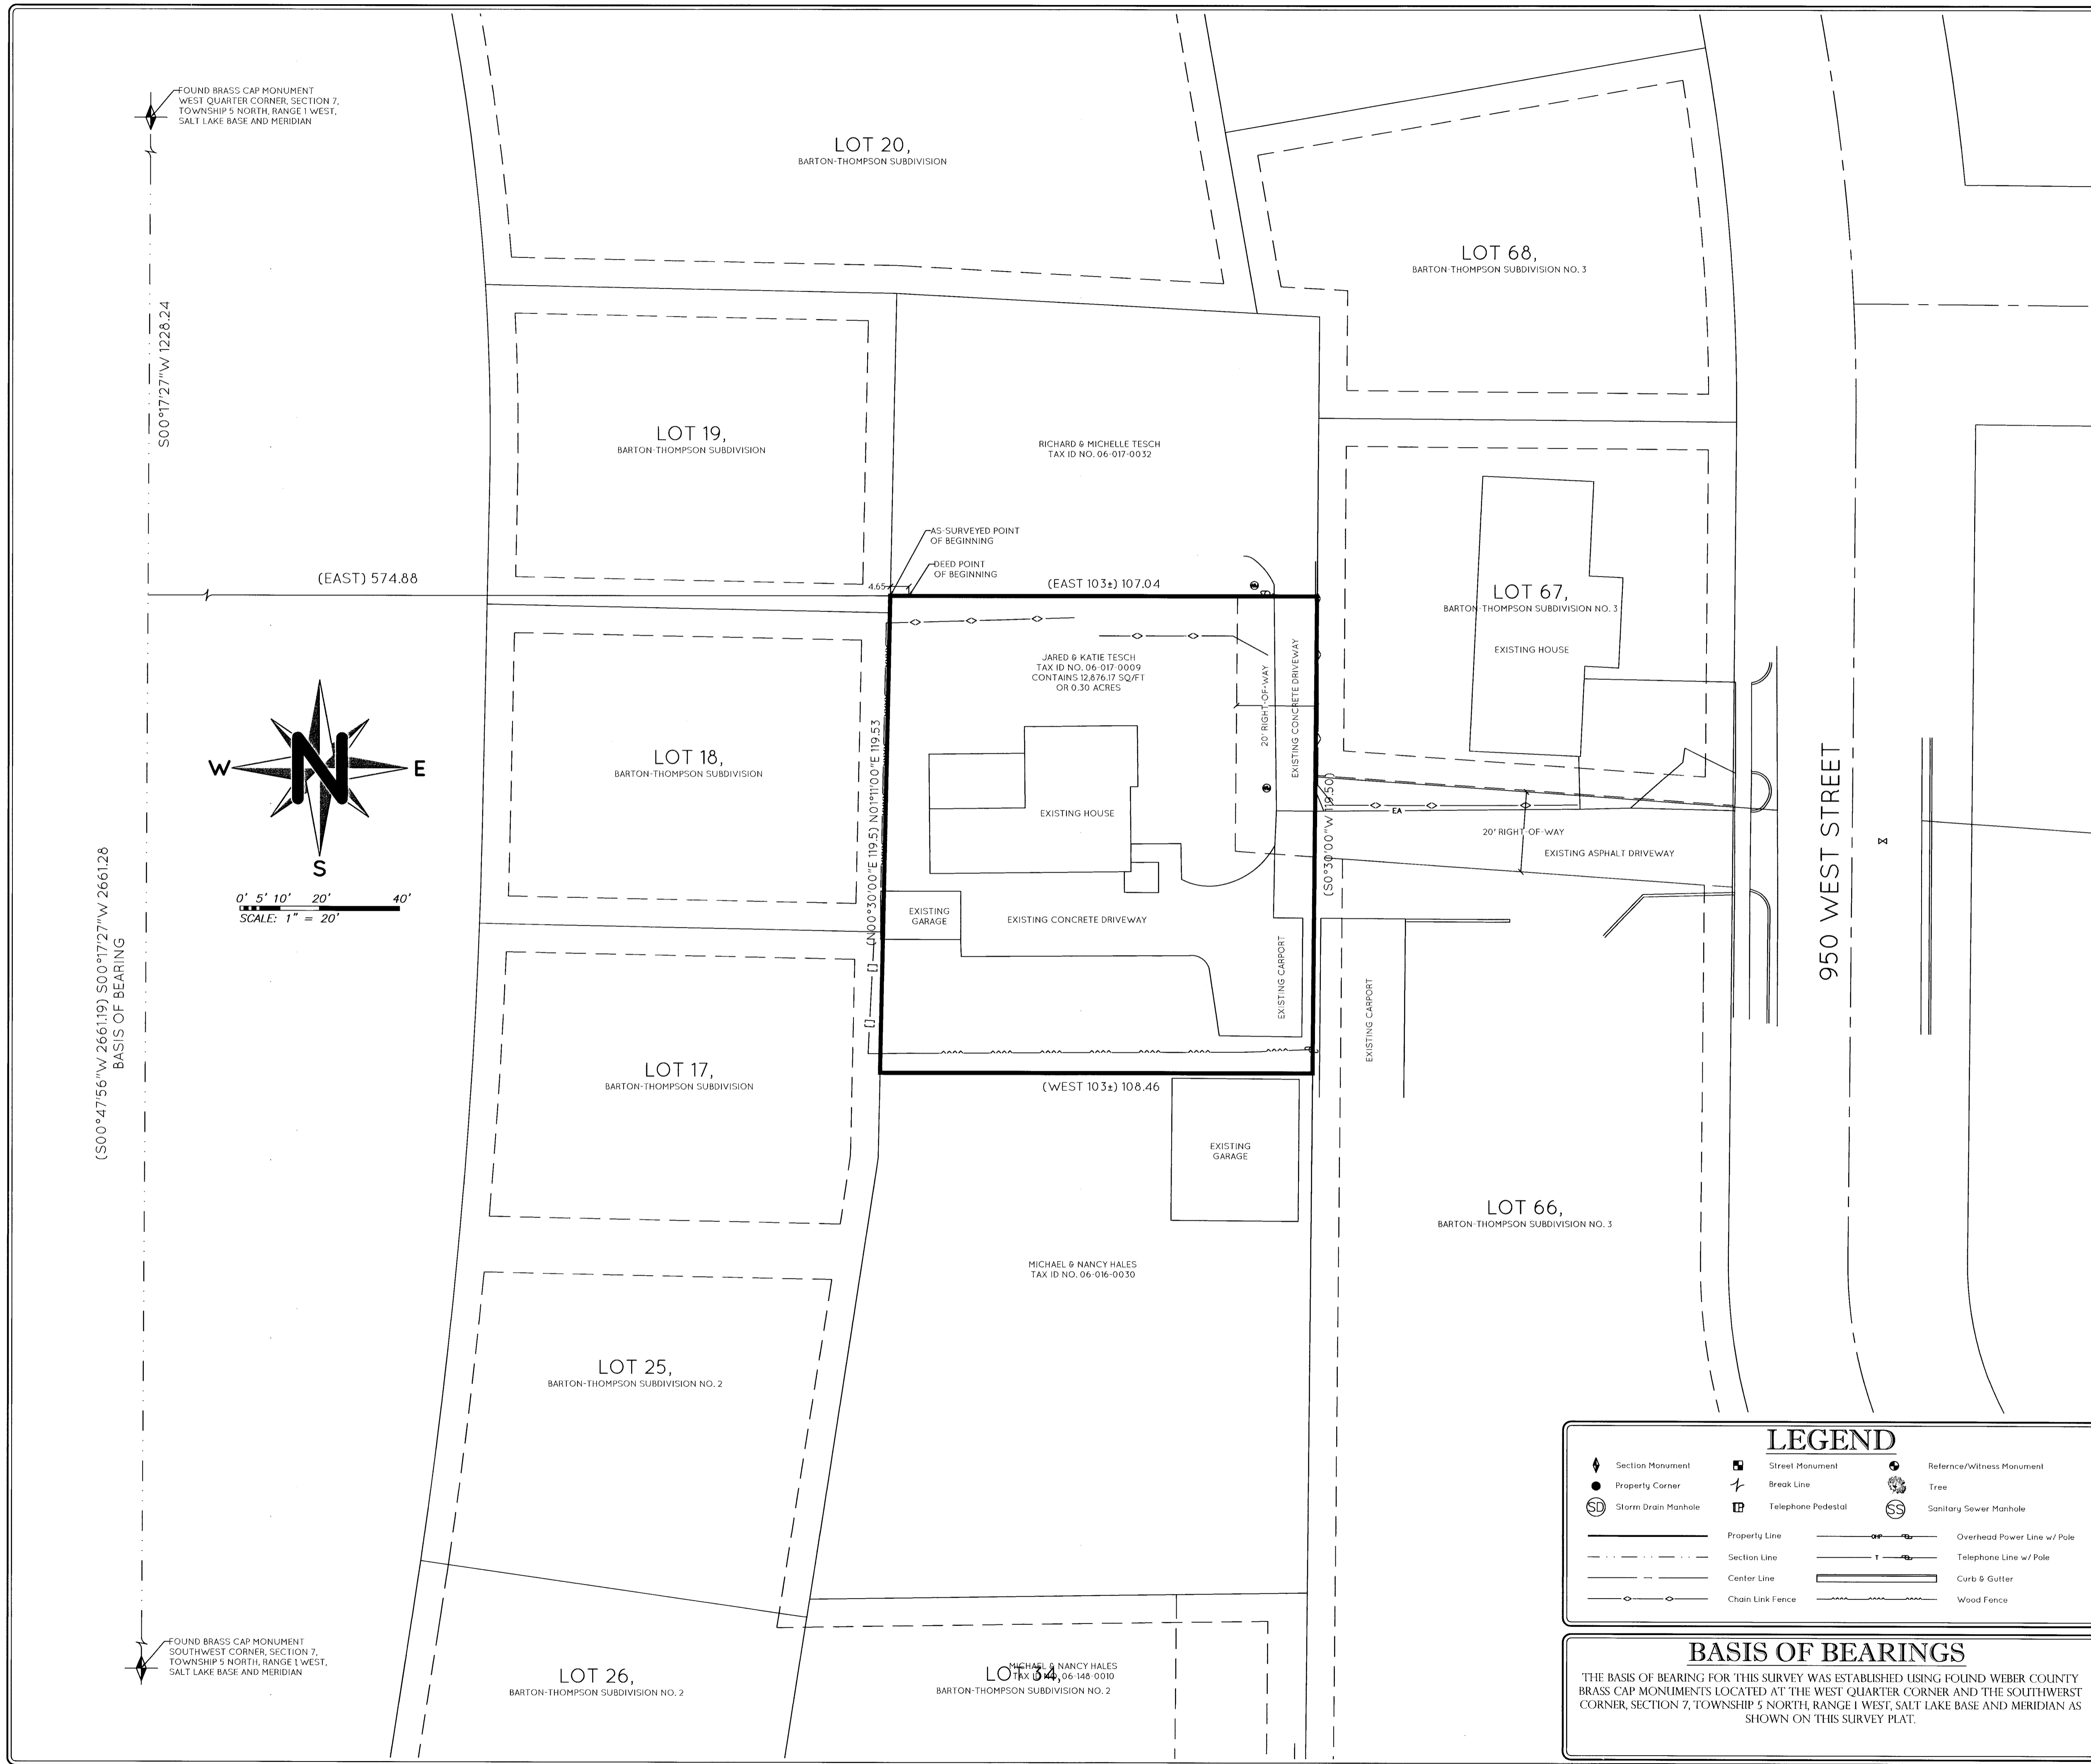 FOUND BRASS CAP MONUMENT
WEST QUARTER CORNER, SECTION 7,
TOWNSHIP 5 NORTH, RANGE 1 WEST,
SALT LAKE BASE AND MERIDIAN
S00°17'27"W 1228.24
LOT 20,
BARTON-THOMPSON SUBDIVISION
LOT 68,
BARTON-THOMPSON SUBDIVISION NO. 3
LOT 19,
BARTON-THOMPSON SUBDIVISION
RICHARD & MICHELLE TESCH
TAX ID NO. 06-017-0032
AS-SURVEYED POINT
OF BEGINNING
DEED POINT
OF BEGINNING
(EAST) 574.88
4.65
(EAST 103±) 107.04
LOT 67,
BARTON-THOMPSON SUBDIVISION NO. 3
EXISTING HOUSE
JARED & KATIE TESCH
TAX ID NO. 06-017-0009
CONTAINS 12,876.17 SQ/FT
OR 0.30 ACRES
20' RIGHT-OF-WAY
EXISTING CONCRETE DRIVEWAY
N
W
E
S
LOT 18,
BARTON-THOMPSON SUBDIVISION
(N00°30'00"E 119.5) N01°11'00"E 119.53
EXISTING HOUSE
(S0°30'00"W 119.50)
EA
20' RIGHT-OF-WAY
EXISTING ASPHALT DRIVEWAY
950 WEST STREET
0' 5' 10' 20' 40'
SCALE: 1" = 20'
(S00°47'56"W 2661.19) S00°17'27"W 2661.28
BASIS OF BEARING
EXISTING
GARAGE
EXISTING CONCRETE DRIVEWAY
EXISTING CARPORT
EXISTING CARPORT
LOT 17,
BARTON-THOMPSON SUBDIVISION
(WEST 103±) 108.46
EXISTING
GARAGE
LOT 66,
BARTON-THOMPSON SUBDIVISION NO. 3
MICHAEL & NANCY HALES
TAX ID NO. 06-016-0030
LOT 25,
BARTON-THOMPSON SUBDIVISION NO. 2
FOUND BRASS CAP MONUMENT
SOUTHWEST CORNER, SECTION 7,
TOWNSHIP 5 NORTH, RANGE 1 WEST,
SALT LAKE BASE AND MERIDIAN
LOT 26,
BARTON-THOMPSON SUBDIVISION NO. 2
MICHAEL & NANCY HALES
TAX ID NO. 06-148-0010
LOT 34,
BARTON-THOMPSON SUBDIVISION NO. 2
LEGEND
Section Monument
Street Monument
Refernce/Witness Monument
Property Corner
Break Line
Tree
SD Storm Drain Manhole
TP Telephone Pedestal
SS Sanitary Sewer Manhole
Property Line
OHP Overhead Power Line w/ Pole
Section Line
T Telephone Line w/ Pole
Center Line
Curb & Gutter
Chain Link Fence
Wood Fence
BASIS OF BEARINGS
THE BASIS OF BEARING FOR THIS SURVEY WAS ESTABLISHED USING FOUND WEBER COUNTY
BRASS CAP MONUMENTS LOCATED AT THE WEST QUARTER CORNER AND THE SOUTHWERST
CORNER, SECTION 7, TOWNSHIP 5 NORTH, RANGE 1 WEST, SALT LAKE BASE AND MERIDIAN AS
SHOWN ON THIS SURVEY PLAT.